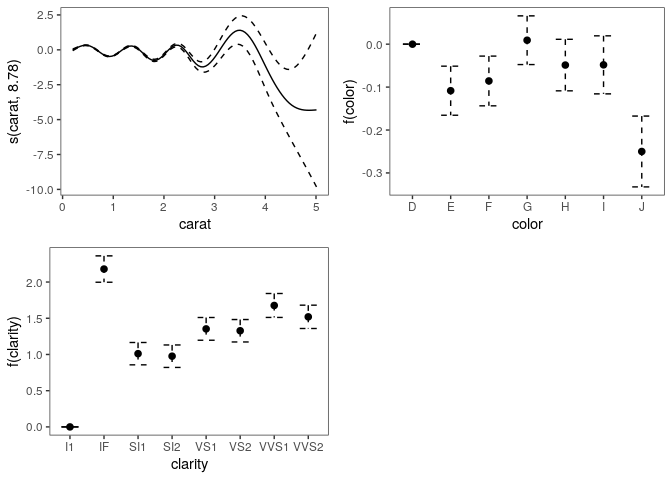 s(carat, 8.78)
2.5
0.0
-2.5
-5.0
-7.5
-10.0
0 1 2 3 4 5
carat
f(color)
0.0
-0.1
-0.2
-0.3
D E F G H I J
color
f(clarity)
2.0
1.5
1.0
0.5
0.0
I1 IF SI1 SI2 VS1 VS2 VVS1 VVS2
clarity